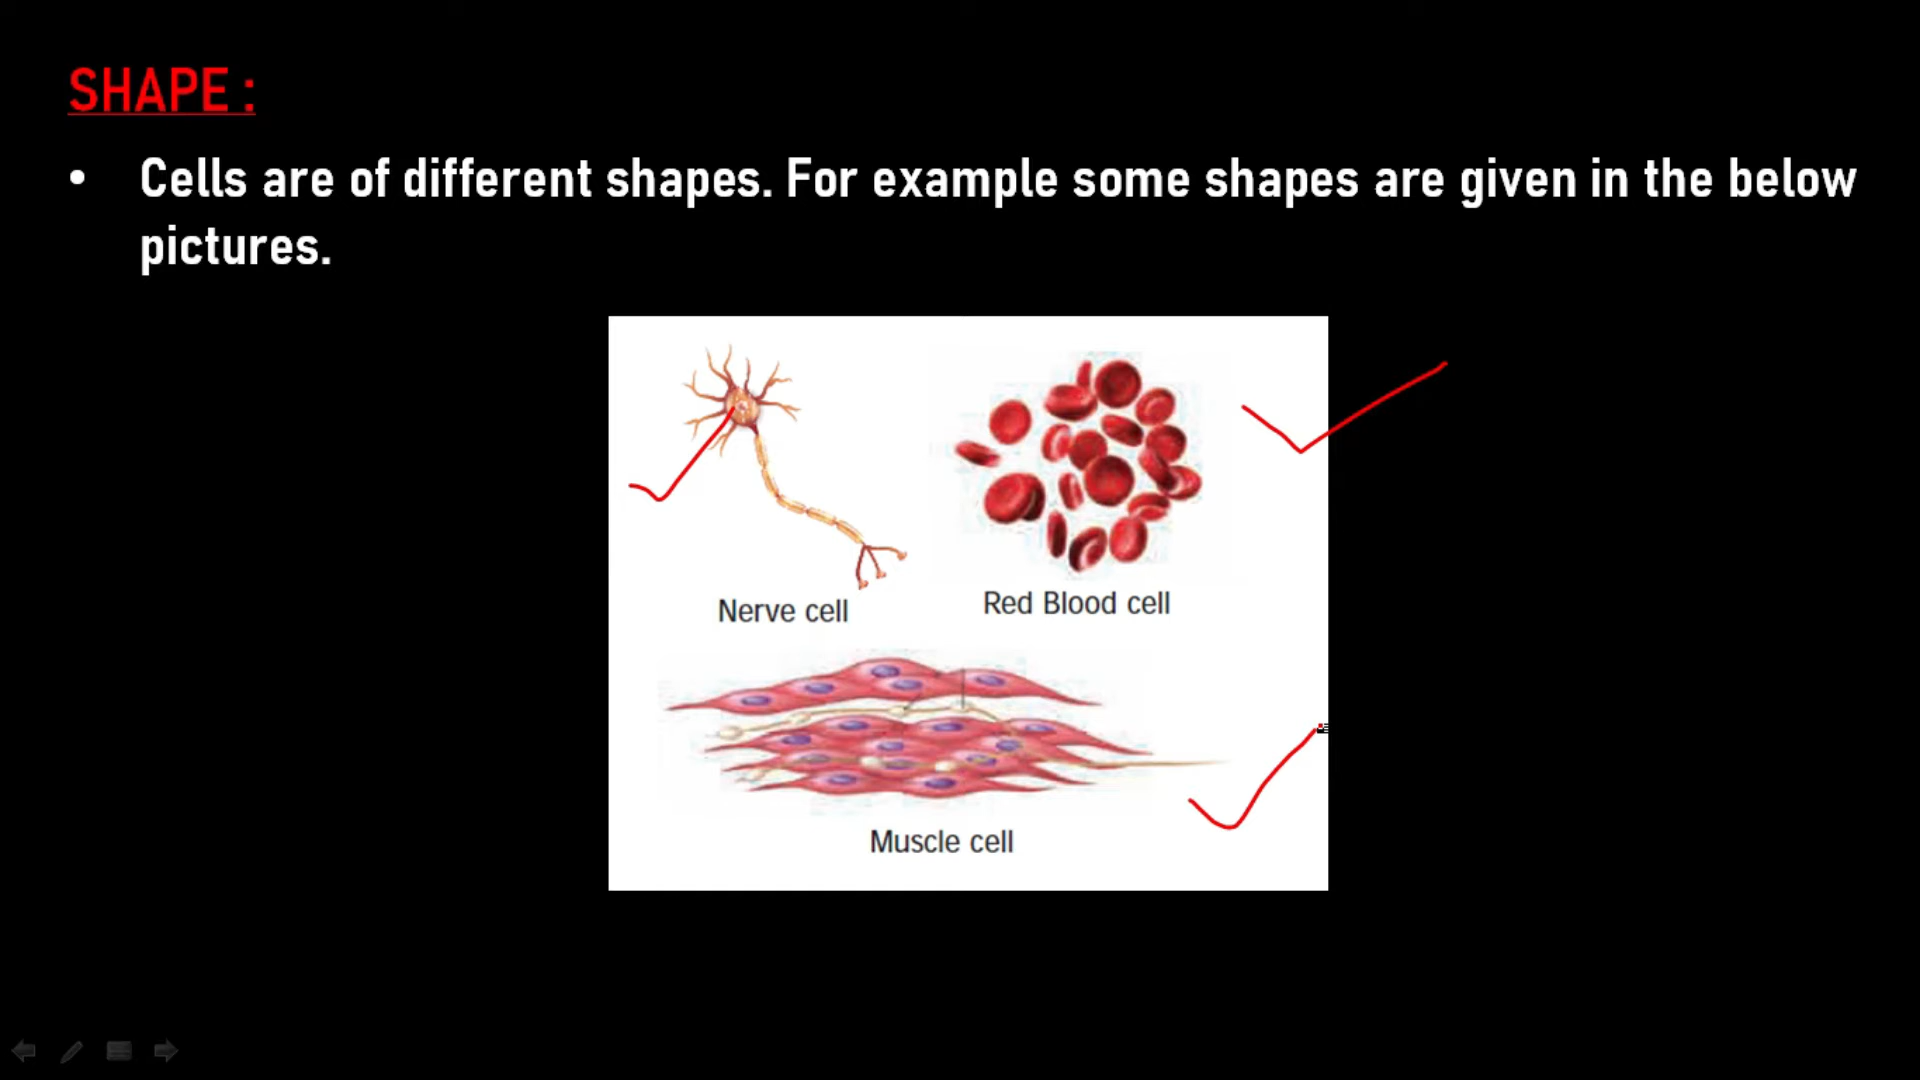 SHAPE :
• Cells are of different shapes. For example some shapes are given in the below
pictures.
Nerve cell
Red Blood cell
Muscle cell